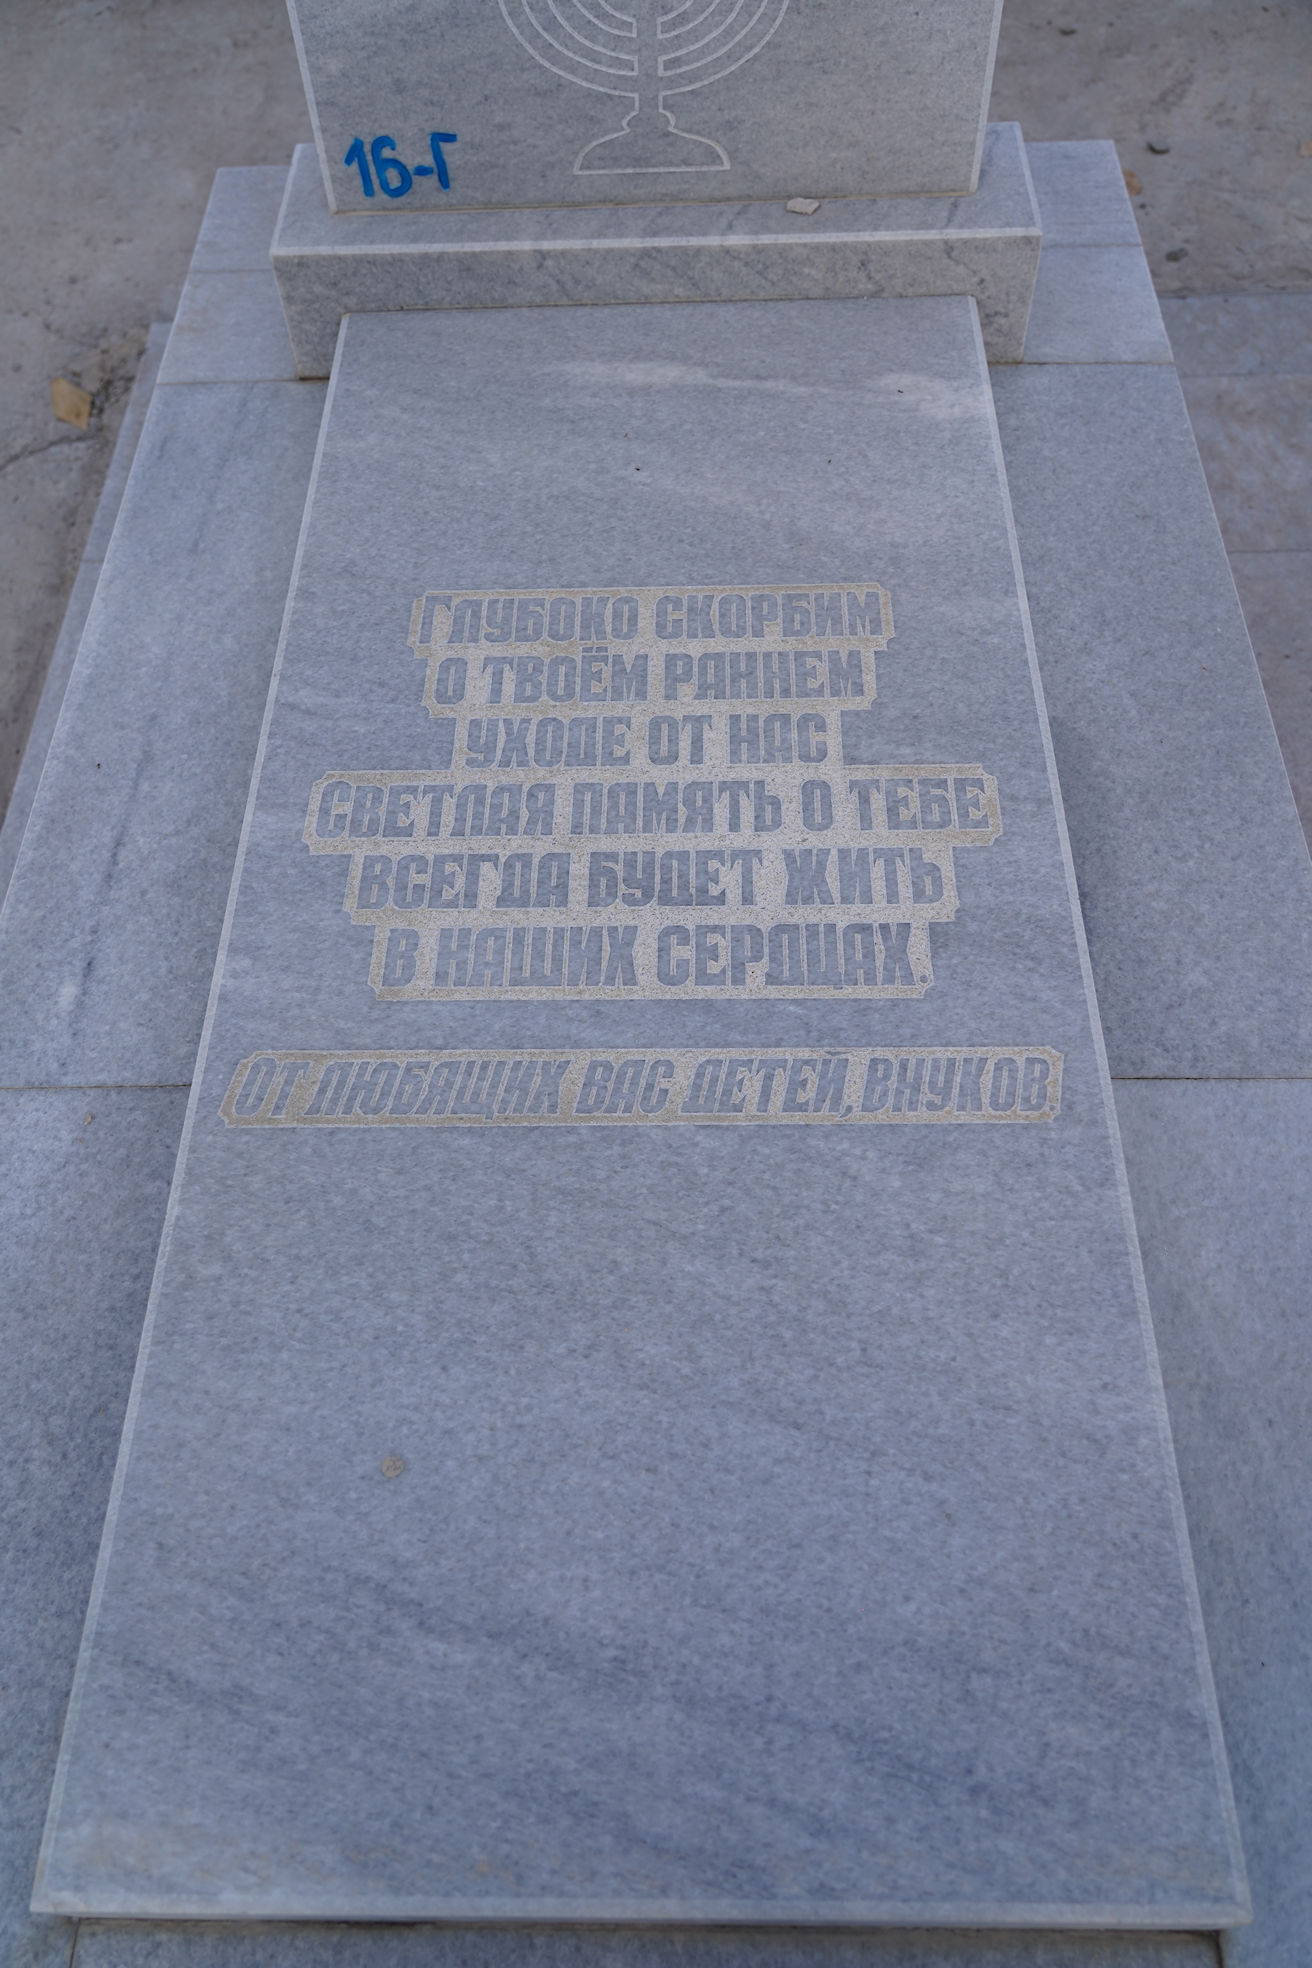 16-Г
ГЛУБОКО СКОРБИМ
О ТВОЁМ РАННЕМ
УХОДЕ ОТ НАС
СВЕТЛАЯ ПАМЯТЬ О ТЕБЕ
ВСЕГДА БУДЕТ ЖИТЬ
В НАШИХ СЕРДЦАХ.
ОТ ЛЮБЯЩИХ ВАС ДЕТЕЙ, ВНУКОВ.